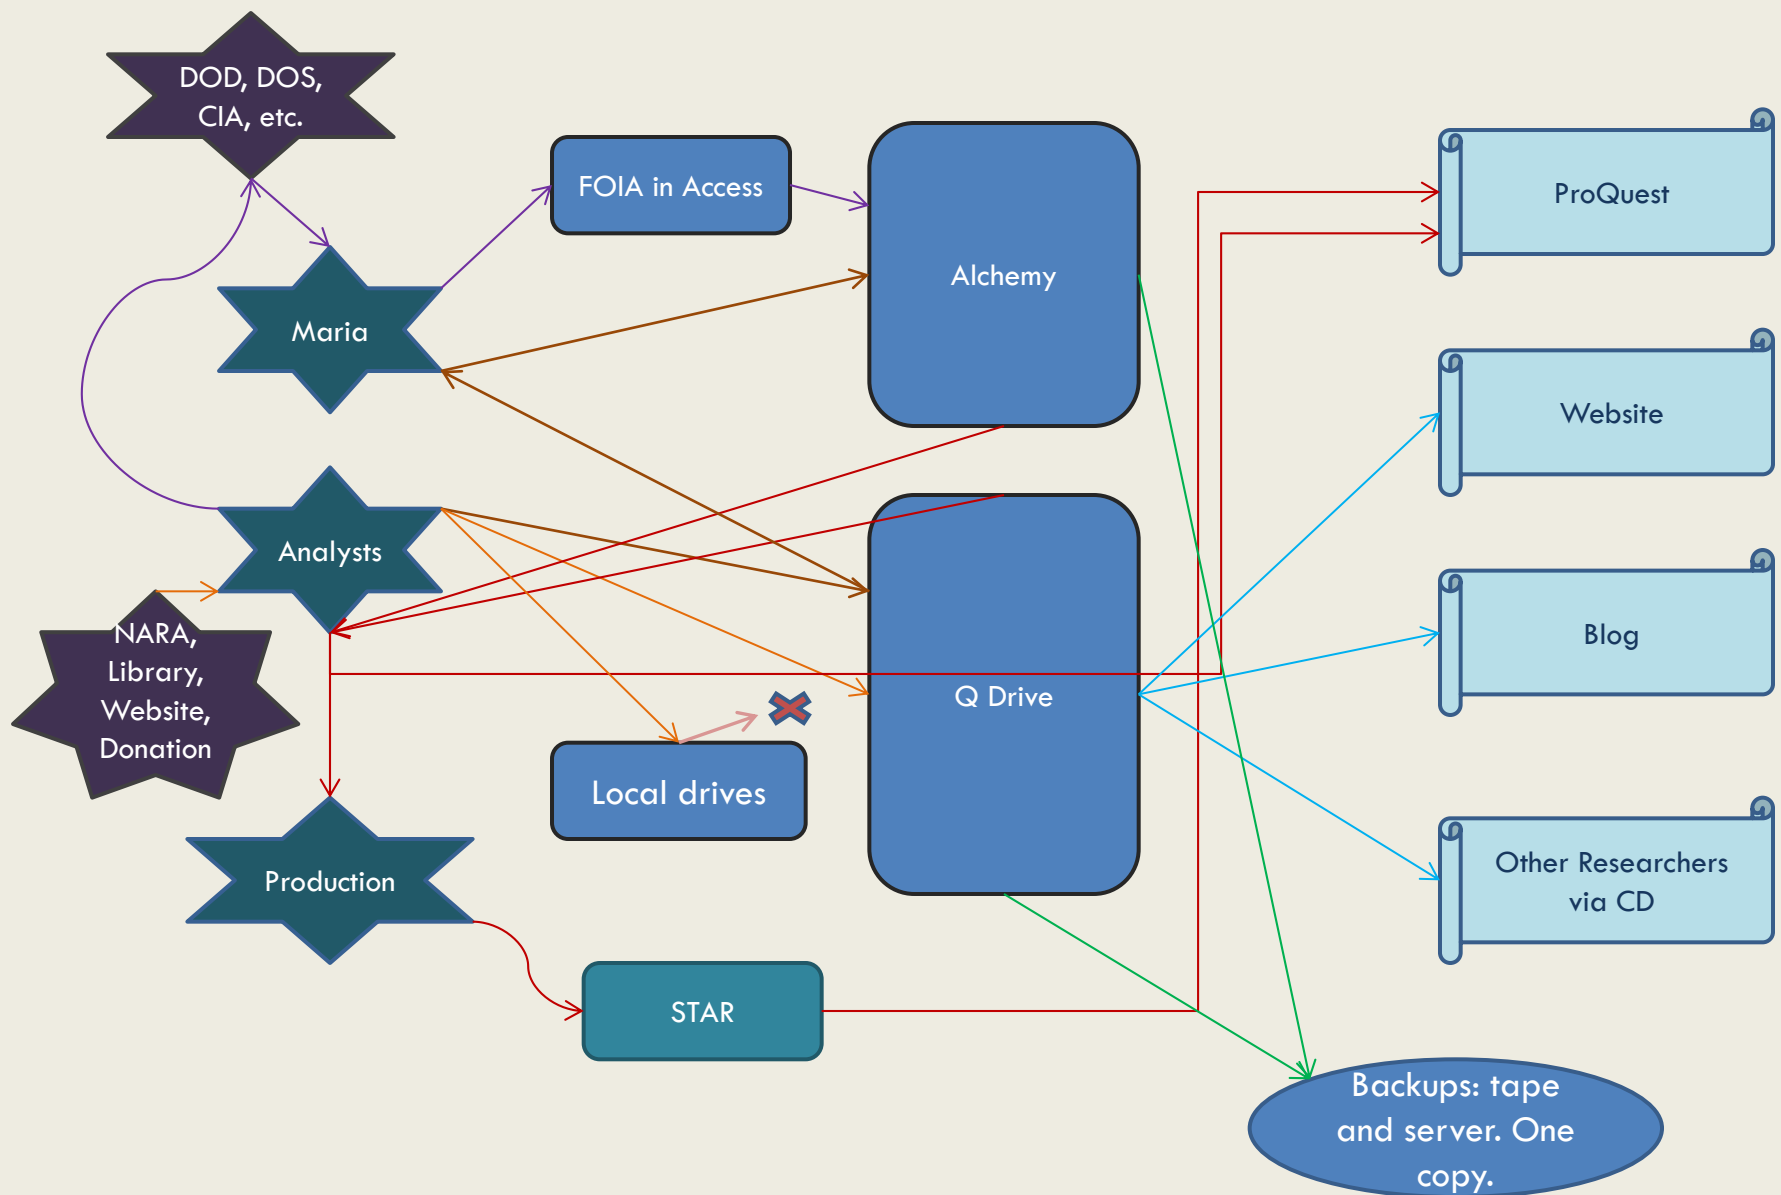 DOD, DOS,
CIA, etc.
FOIA in Access
Alchemy
ProQuest
Maria
Website
Analysts
Blog
NARA,
Library,
Website,
Donation
Q Drive
Local drives
Production
Other Researchers
via CD
STAR
Backups: tape
and server. One
copy.